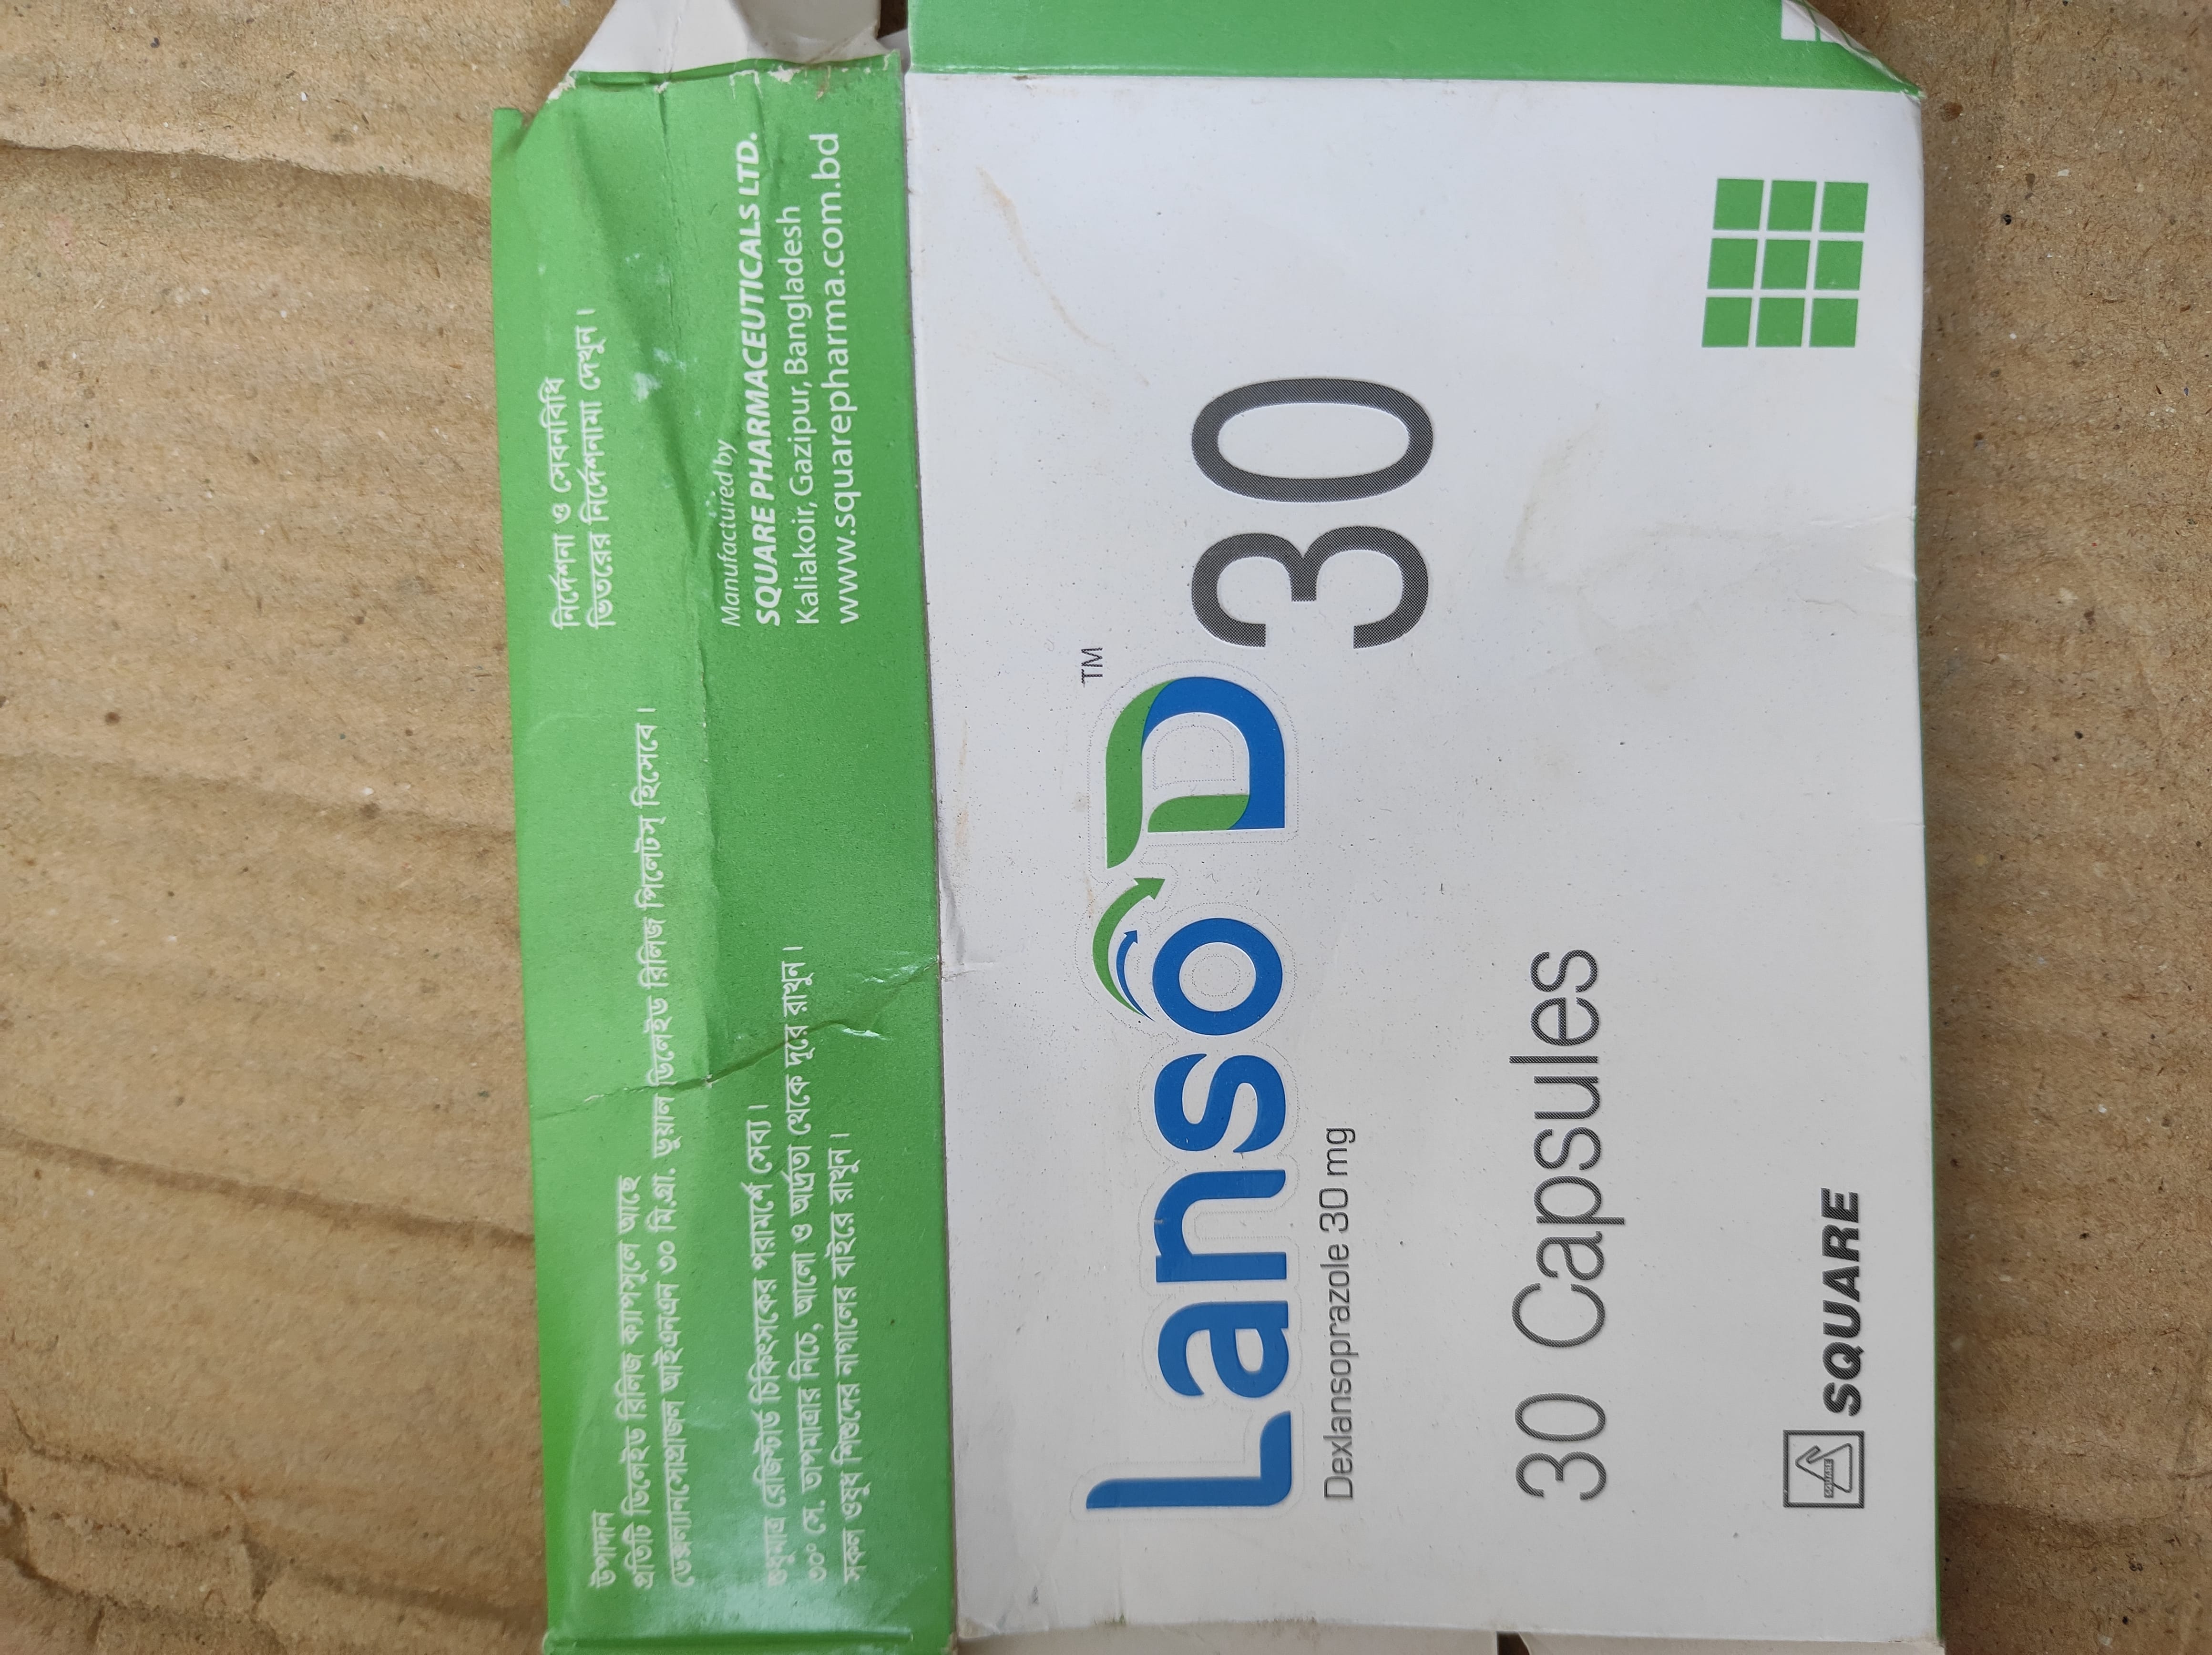 উপাদান
প্রতিটি ডিলেইড রিলিজ ক্যাপসুলে আছে
ডেক্সল্যানসোপ্রাজল আইএনএন ৩০ মি.গ্রা. ডুয়াল ডিলেইড রিলিজ পিলেটস্ হিসেবে।
শুধুমাত্র রেজিস্টার্ড চিকিৎসকের পরামর্শে সেব্য।
৩০° সে. তাপমাত্রার নিচে, আলো ও আর্দ্রতা থেকে দূরে রাখুন।
সকল ওষুধ শিশুদের নাগালের বাইরে রাখুন।
নির্দেশনা ও সেবনবিধি
ভিতরের নির্দেশনামা দেখুন।
Manufactured by
SQUARE PHARMACEUTICALS LTD.
Kaliakoir, Gazipur, Bangladesh
www.squarepharma.com.bd
Lanso D™ 30
Dexlansoprazole 30 mg
30 Capsules
SQUARE
SQUARE